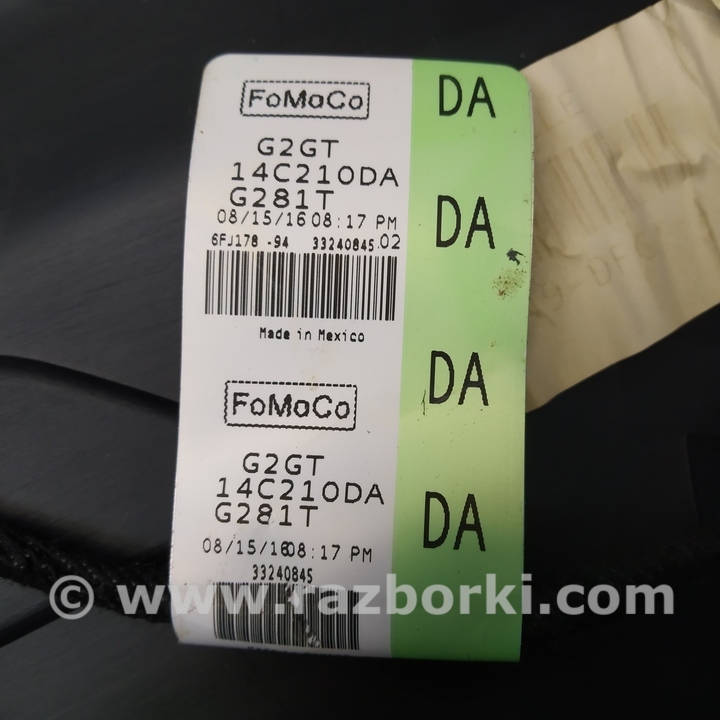 FoMoCo
DA
G2GT
14C210DA
G281T
08/15/16 08:17 PM
DA
6FJ178 -94 33240845.02
Made in Mexico
DA
FoMoCo
G2GT
14C210DA
G281T
DA
08/15/16 08:17 PM
33240845
© www.razborki.com